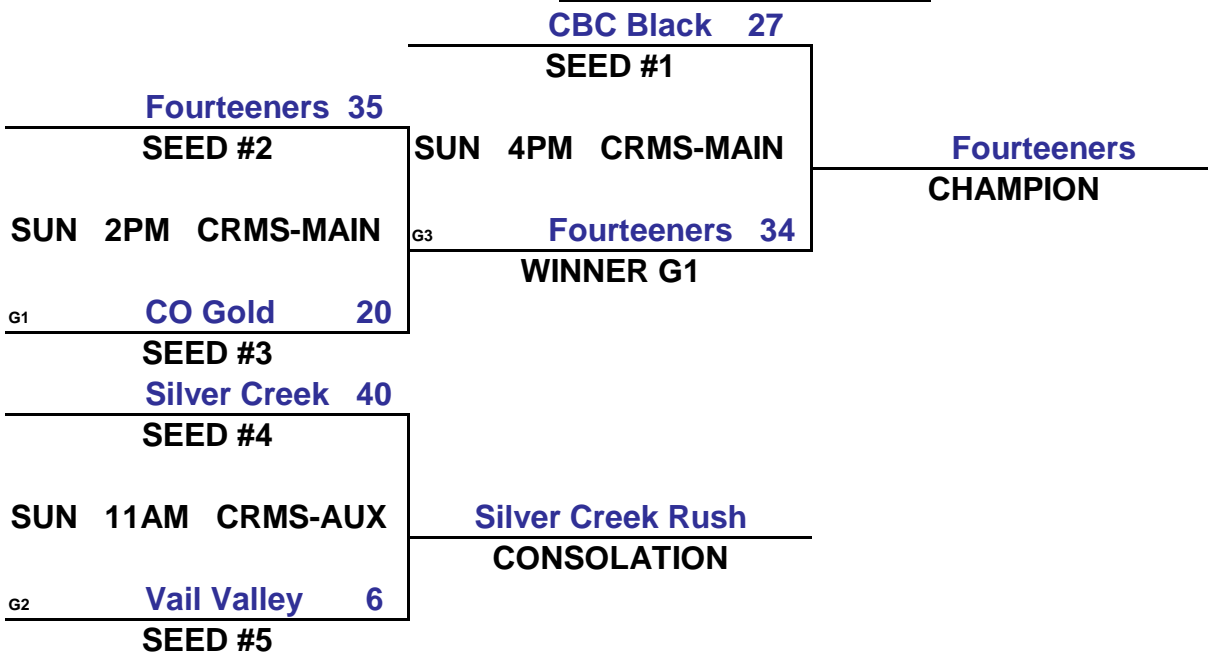 CBC Black 27
SEED #1
Fourteeners 35
SEED #2
SUN 4PM CRMS-MAIN
Fourteeners
CHAMPION
SUN 2PM CRMS-MAIN
G3 Fourteeners 34
WINNER G1
G1 CO Gold 20
SEED #3
Silver Creek 40
SEED #4
SUN 11AM CRMS-AUX
Silver Creek Rush
CONSOLATION
G2 Vail Valley 6
SEED #5